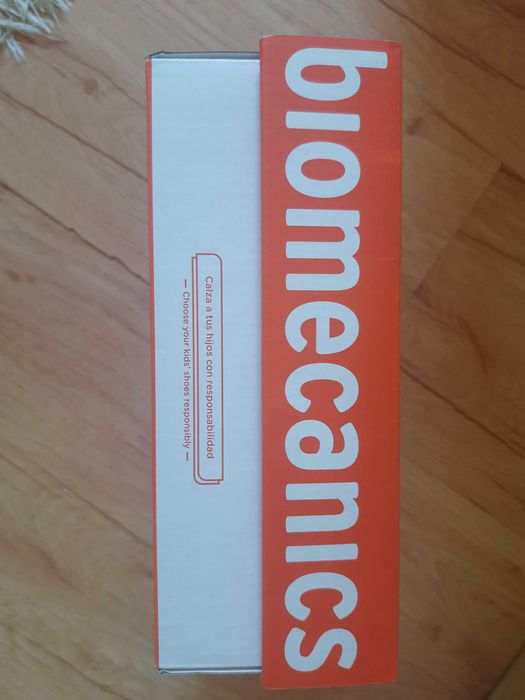 biomecanics
Calza a tus hijos con responsabilidad
— Choose your kids' shoes responsibly —